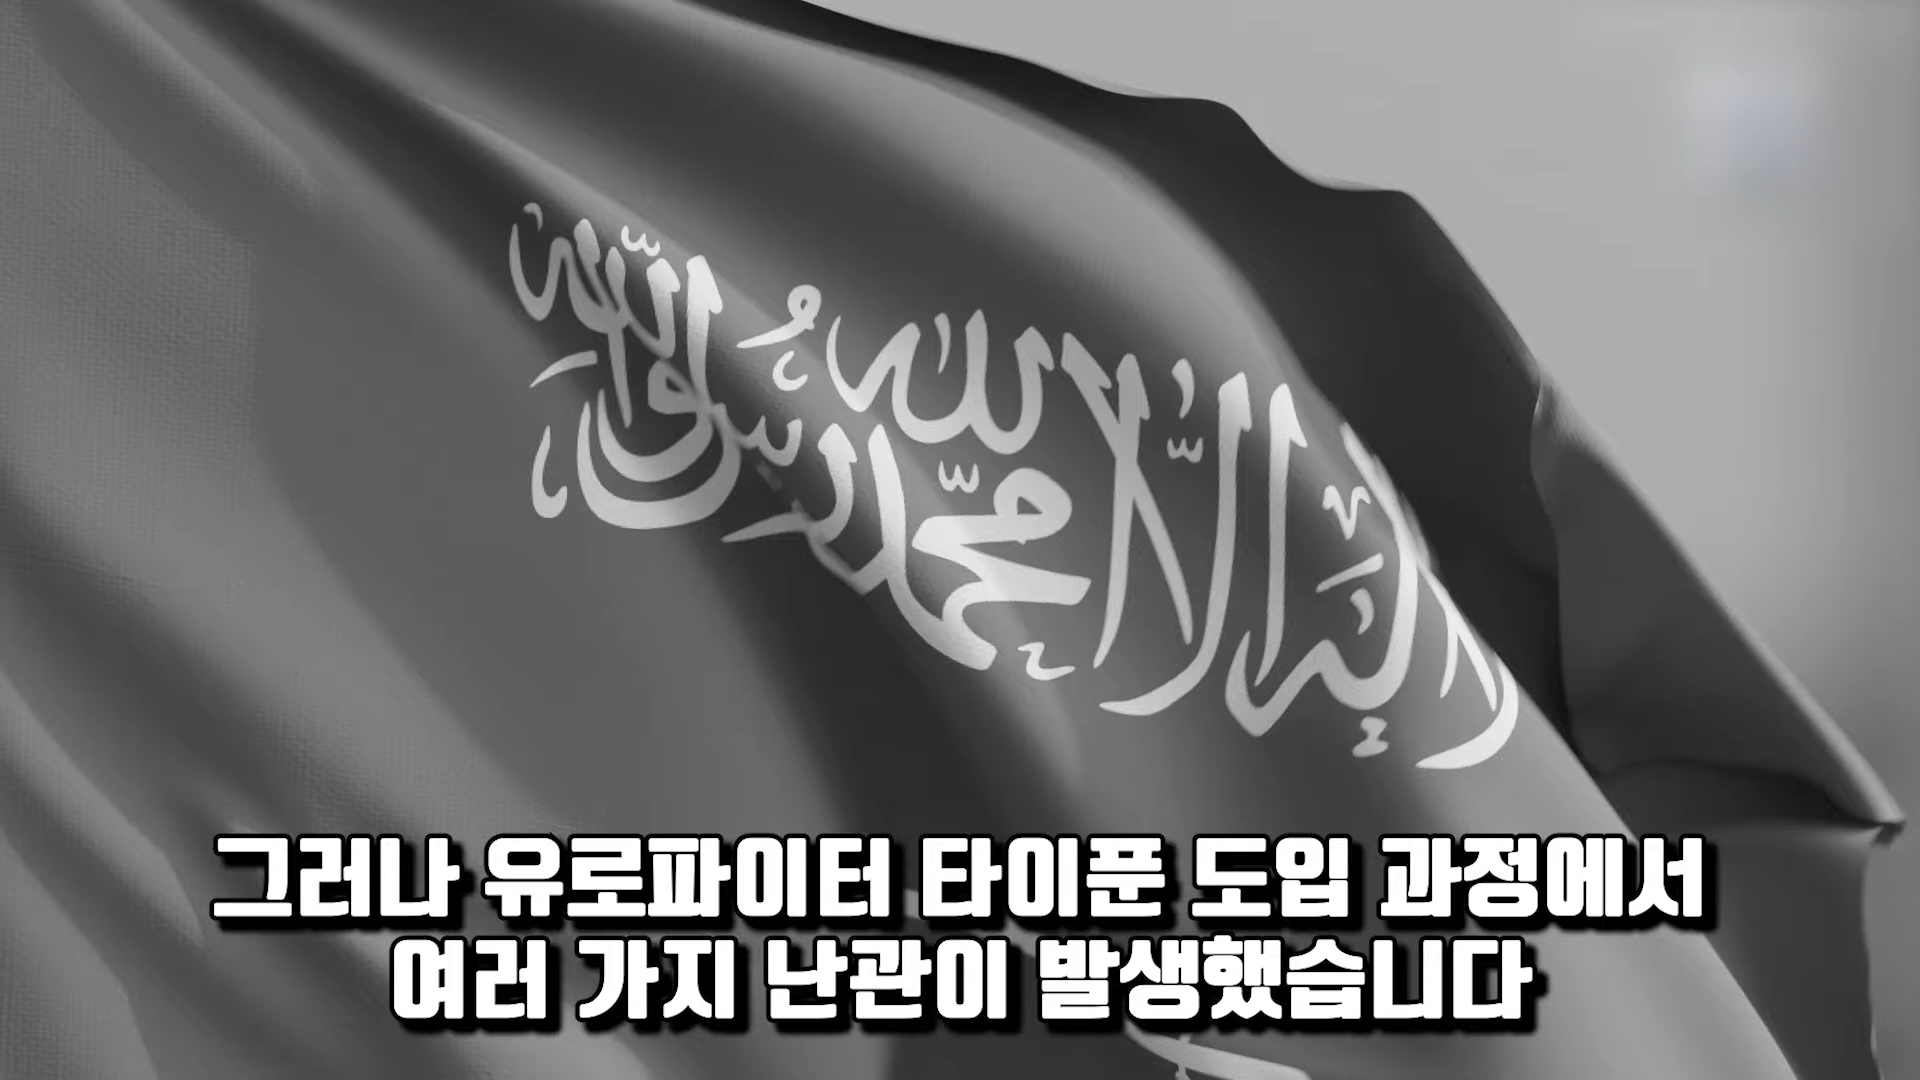 لا إله إلا الله محمد رسول الله
그러나 유로파이터 타이푼 도입 과정에서
여러 가지 난관이 발생했습니다